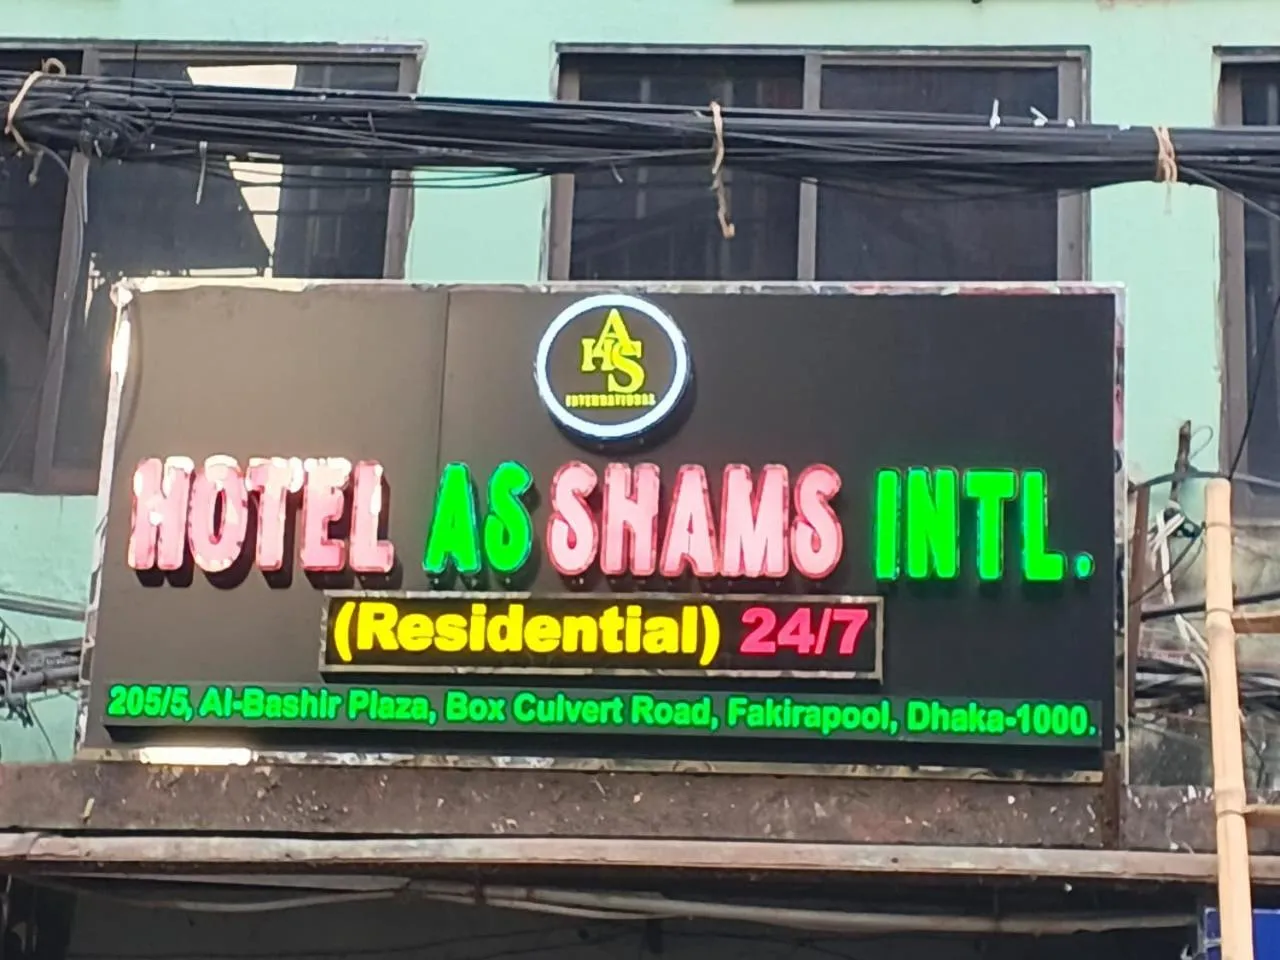 AHS
INTERNATIONAL
HOTEL AS SHAMS INTL.
(Residential) 24/7
205/5, Al-Bashir Plaza, Box Culvert Road, Fakirapool, Dhaka-1000.